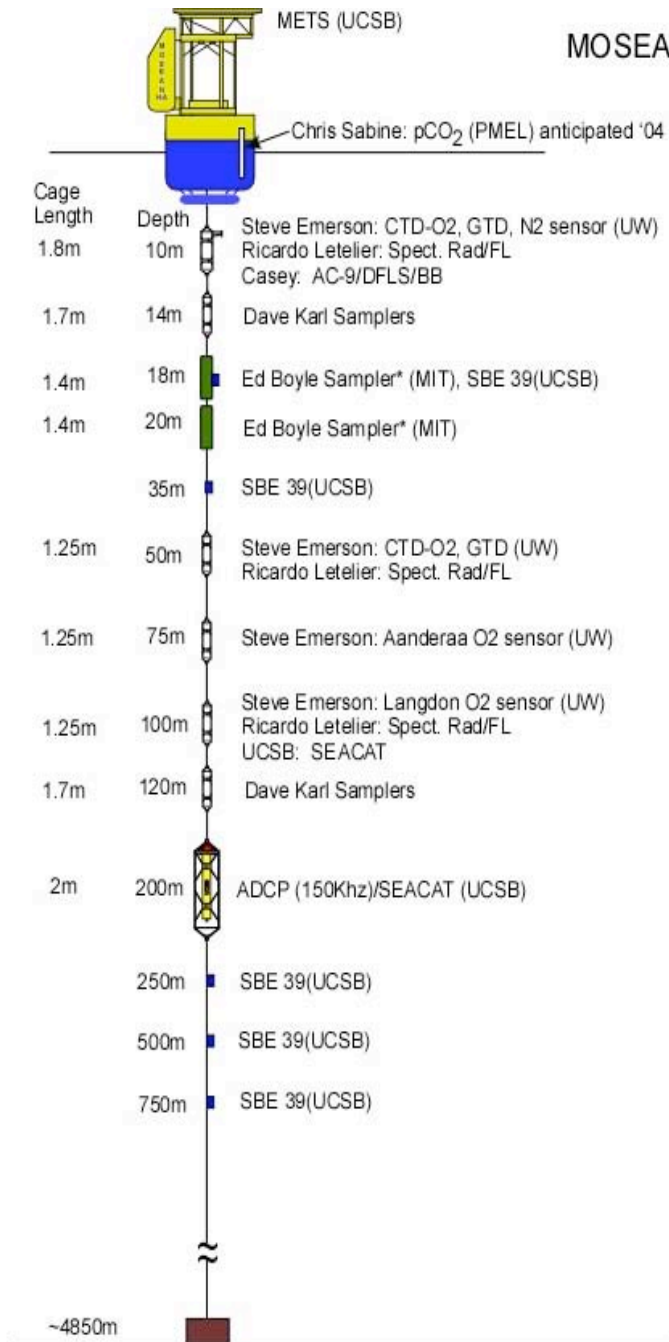 METS (UCSB)
MOSEA
Chris Sabine: pCO2 (PMEL) anticipated '04
Cage
Length
Depth
1.8m 10m Steve Emerson: CTD-O2, GTD, N2 sensor (UW)
Ricardo Letelier: Spect. Rad/FL
Casey: AC-9/DFLS/BB
1.7m 14m Dave Karl Samplers
1.4m 18m Ed Boyle Sampler* (MIT), SBE 39(UCSB)
1.4m 20m Ed Boyle Sampler* (MIT)
35m SBE 39(UCSB)
1.25m 50m Steve Emerson: CTD-O2, GTD (UW)
Ricardo Letelier: Spect. Rad/FL
1.25m 75m Steve Emerson: Aanderaa O2 sensor (UW)
1.25m 100m Steve Emerson: Langdon O2 sensor (UW)
Ricardo Letelier: Spect. Rad/FL
UCSB: SEACAT
1.7m 120m Dave Karl Samplers
2m 200m ADCP (150Khz)/SEACAT (UCSB)
250m SBE 39(UCSB)
500m SBE 39(UCSB)
750m SBE 39(UCSB)
~4850m